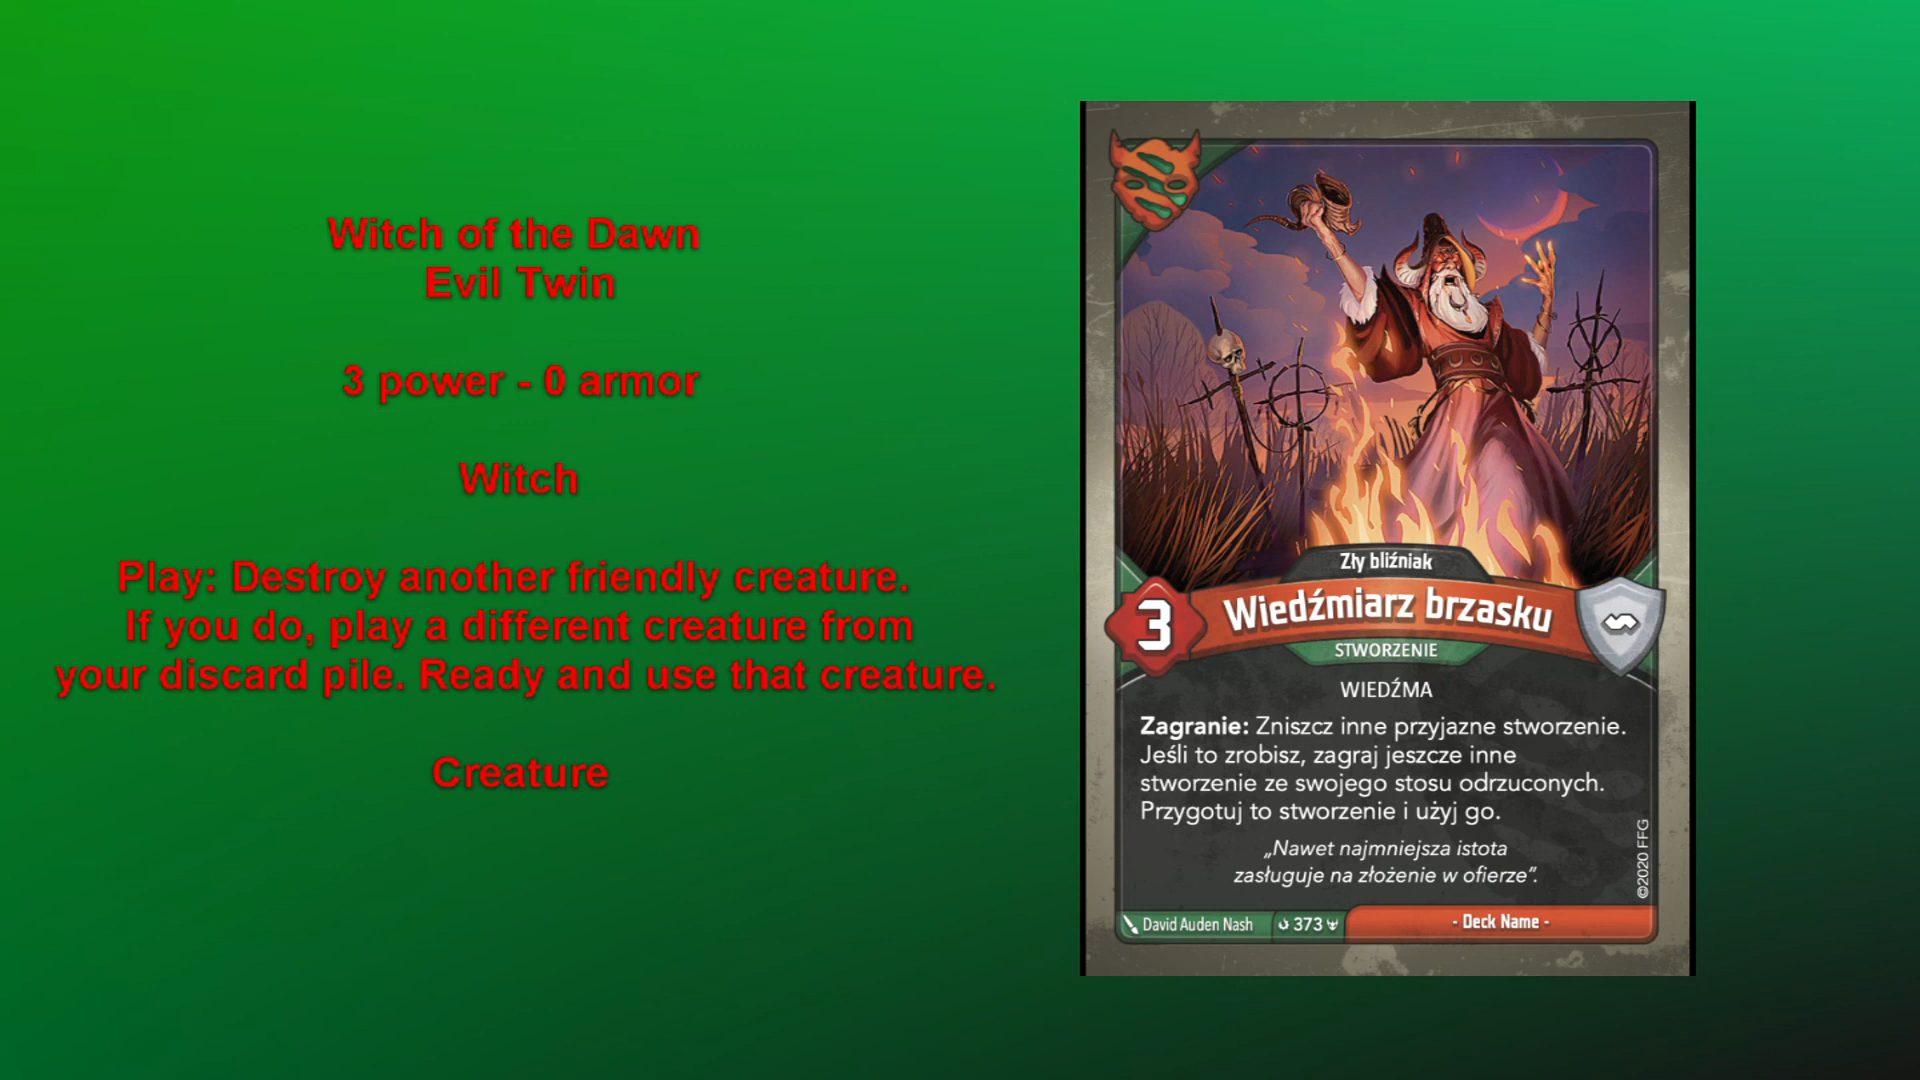 Witch of the Dawn
Evil Twin
3 power - 0 armor
Witch
Play: Destroy another friendly creature.
If you do, play a different creature from
your discard pile. Ready and use that creature.
Creature
Zły bliźniak
3
Wiedźmiarz brzasku
STWORZENIE
WIEDŹMA
Zagranie: Zniszcz inne przyjazne stworzenie.
Jeśli to zrobisz, zagraj jeszcze inne
stworzenie ze swojego stosu odrzuconych.
Przygotuj to stworzenie i użyj go.
„Nawet najmniejsza istota
zasługuje na złożenie w ofierze”.
©2020 FFG
David Auden Nash
373
- Deck Name -